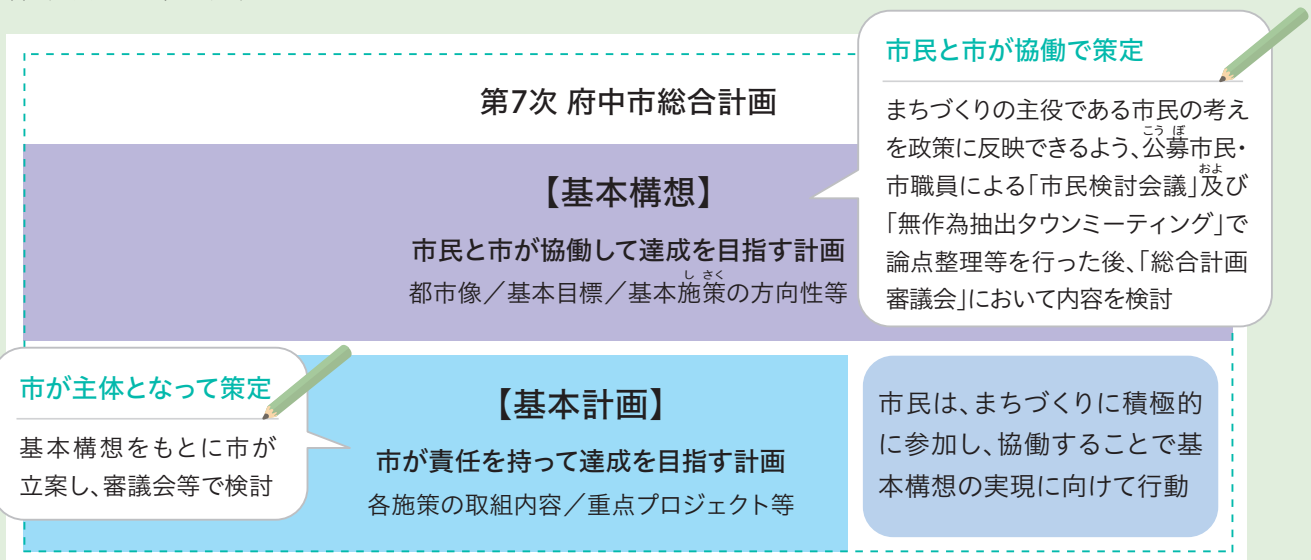 第7次 府中市総合計画
【基本構想】
市民と市が協働して達成を目指す計画
都市像／基本目標／基本施策の方向性等
市民と市が協働で策定
まちづくりの主役である市民の考え
を政策に反映できるよう、公募市民・
市職員による「市民検討会議」及び
「無作為抽出タウンミーティング」で
論点整理等を行った後、「総合計画
審議会」において内容を検討
市が主体となって策定
基本構想をもとに市が
立案し、審議会等で検討
【基本計画】
市が責任を持って達成を目指す計画
各施策の取組内容／重点プロジェクト等
市民は、まちづくりに積極的
に参加し、協働することで基
本構想の実現に向けて行動